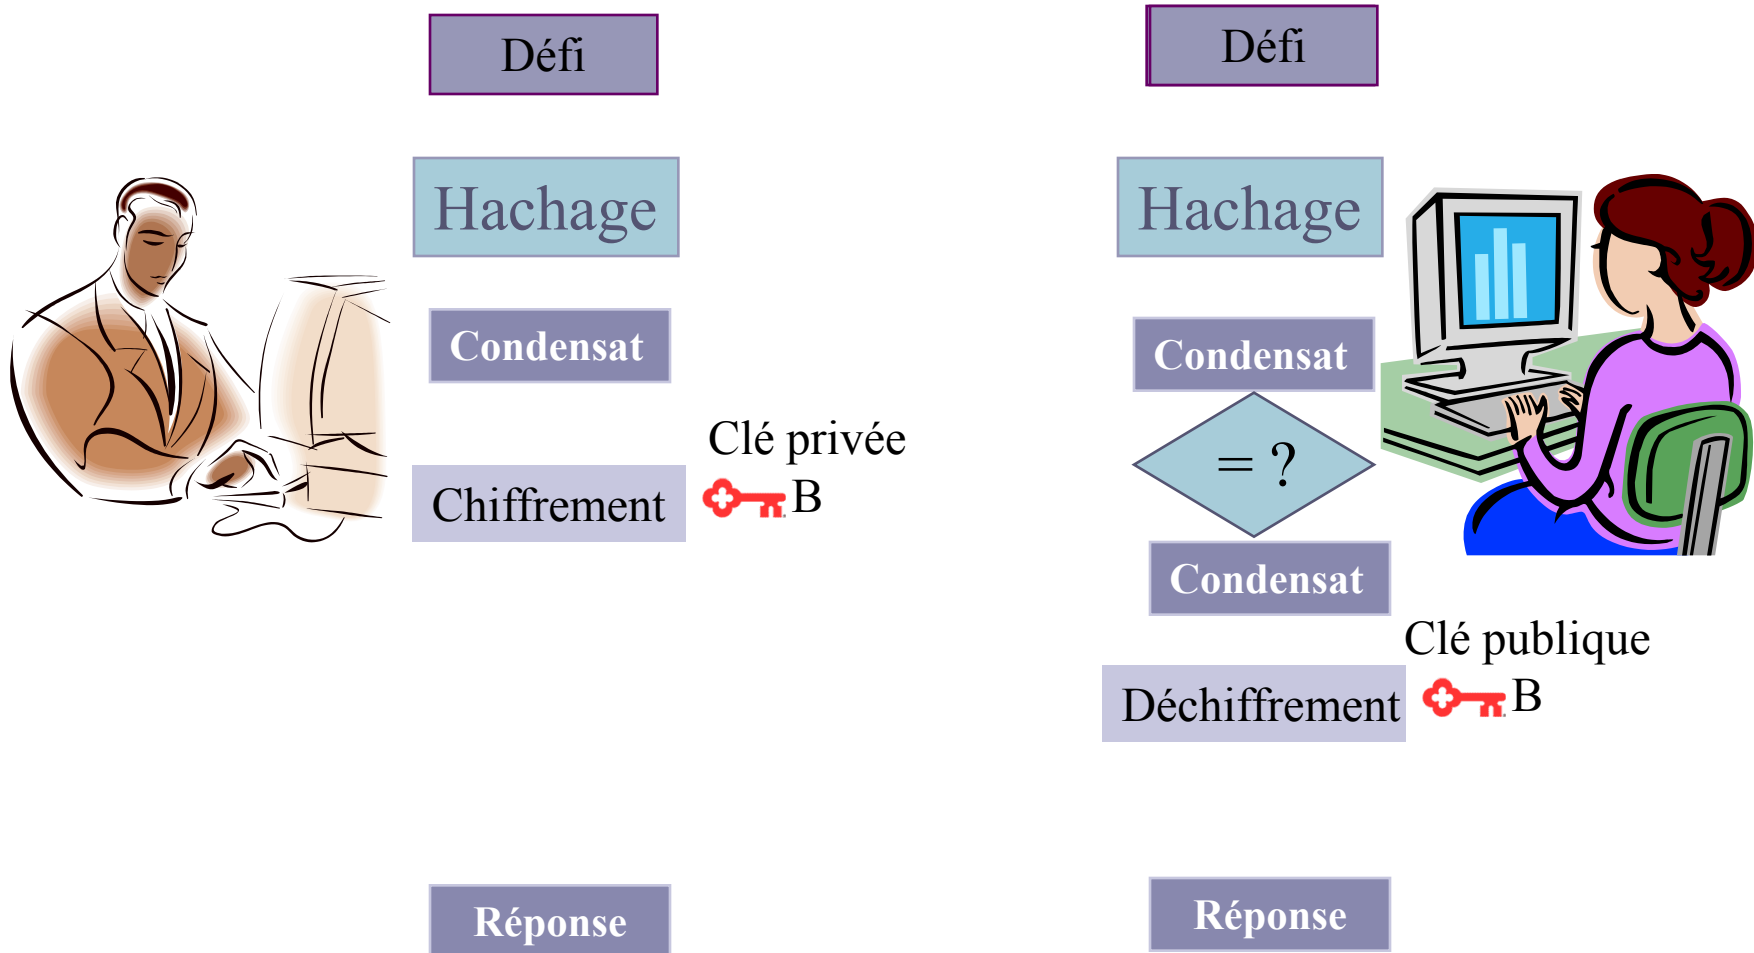 Défi
Hachage
Condensat
Clé privée
Chiffrement
B
Réponse
Défi
Hachage
Condensat
= ?
Condensat
Clé publique
Déchiffrement
B
Réponse